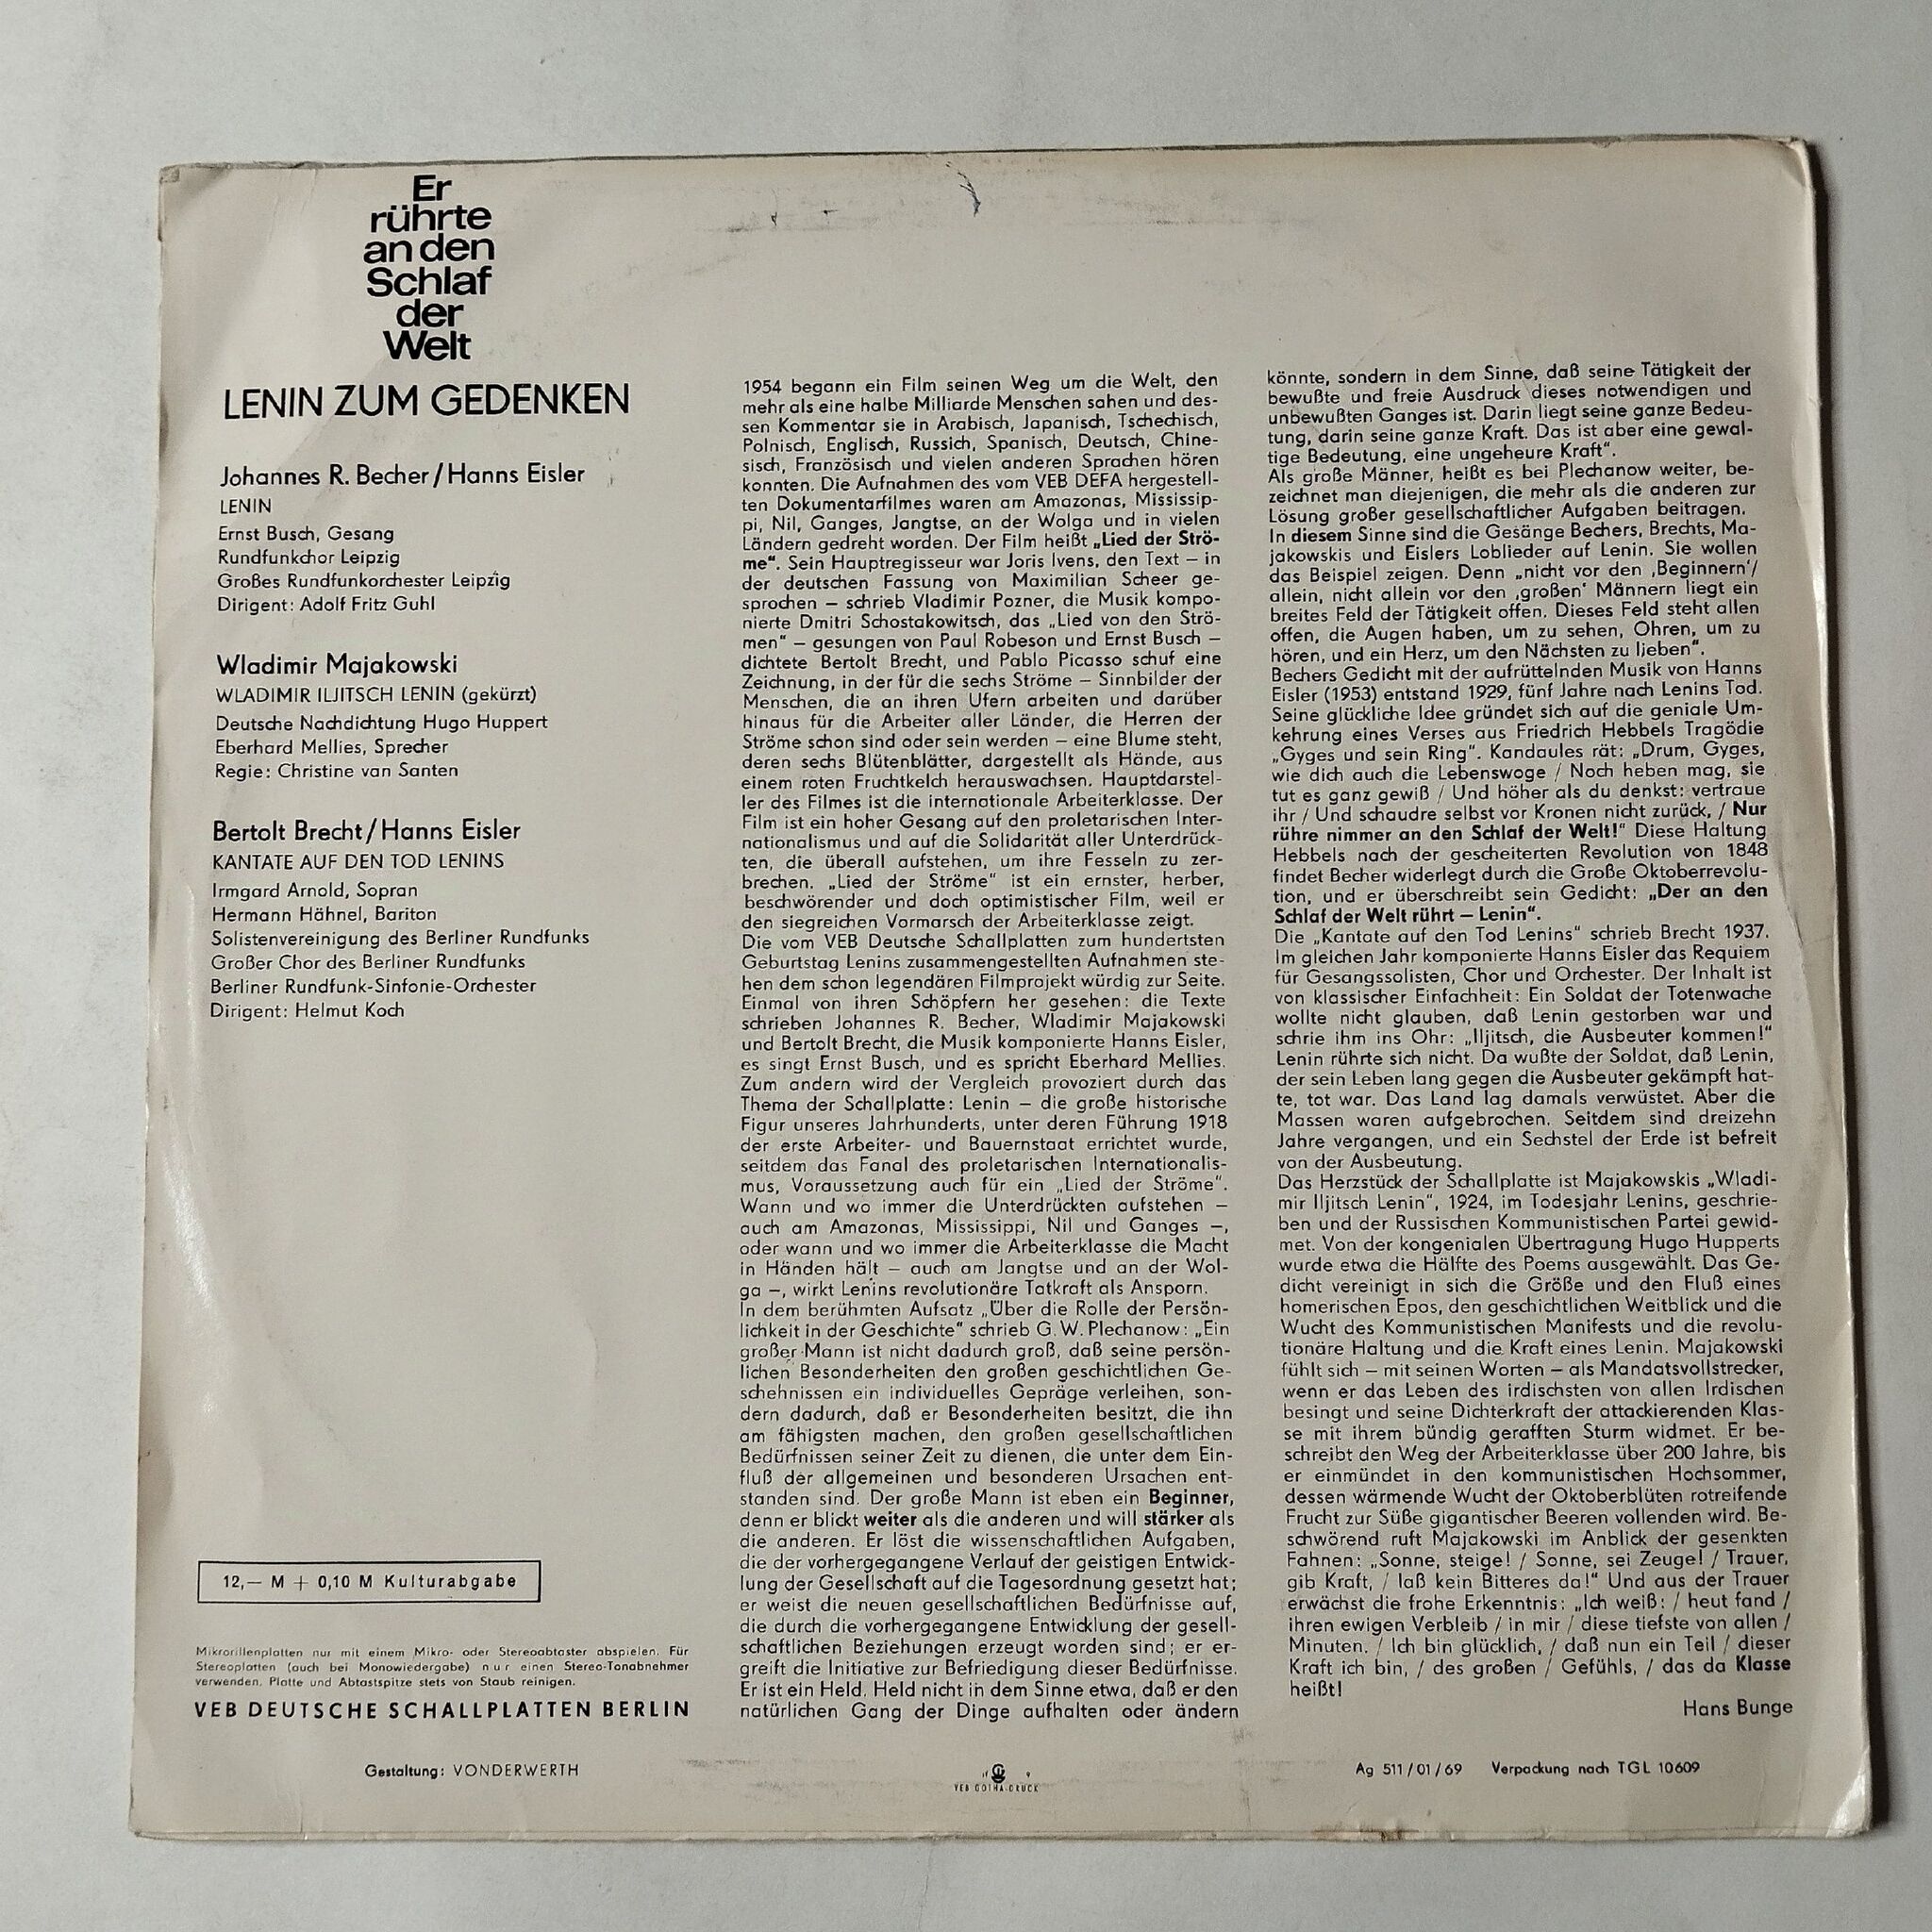 Er
rührte
an den
Schlaf
der
Welt
LENIN ZUM GEDENKEN
Johannes R. Becher/Hanns Eisler
LENIN
Ernst Busch, Gesang
Rundfunkchor Leipzig
Großes Rundfunkorchester Leipzig
Dirigent: Adolf Fritz Guhl
Wladimir Majakowski
WLADIMIR ILJITSCH LENIN (gekürzt)
Deutsche Nachdichtung Hugo Huppert
Eberhard Mellies, Sprecher
Regie: Christine van Santen
Bertolt Brecht/Hanns Eisler
KANTATE AUF DEN TOD LENINS
Irmgard Arnold, Sopran
Hermann Hähnel, Bariton
Solistenvereinigung des Berliner Rundfunks
Großer Chor des Berliner Rundfunks
Berliner Rundfunk-Sinfonie-Orchester
Dirigent: Helmut Koch
12,— M + 0,10 M Kulturabgabe
Mikrorillenplatten nur mit einem Mikro- oder Stereoabtaster abspielen. Für
Stereoplatten (auch bei Monowiedergabe) nur einen Stereo-Tonabnehmer
verwenden. Platte und Abtastspitze stets von Staub reinigen.
VEB DEUTSCHE SCHALLPLATTEN BERLIN
1954 begann ein Film seinen Weg um die Welt, den
mehr als eine halbe Milliarde Menschen sahen und des-
sen Kommentar sie in Arabisch, Japanisch, Tschechisch,
Polnisch, Englisch, Russich, Spanisch, Deutsch, Chine-
sisch, Französisch und vielen anderen Sprachen hören
konnten. Die Aufnahmen des vom VEB DEFA hergestell-
ten Dokumentarfilmes waren am Amazonas, Mississip-
pi, Nil, Ganges, Jangtse, an der Wolga und in vielen
Ländern gedreht worden. Der Film heißt „Lied der Strö-
me“. Sein Hauptregisseur war Joris Ivens, den Text – in
der deutschen Fassung von Maximilian Scheer ge-
sprochen – schrieb Vladimir Pozner, die Musik kompo-
nierte Dmitri Schostakowitsch, das „Lied von den Strö-
men“ – gesungen von Paul Robeson und Ernst Busch –
dichtete Bertolt Brecht, und Pablo Picasso schuf eine
Zeichnung, in der für die sechs Ströme – Sinnbilder der
Menschen, die an ihren Ufern arbeiten und darüber
hinaus für die Arbeiter aller Länder, die Herren der
Ströme schon sind oder sein werden – eine Blume steht,
deren sechs Blütenblätter, dargestellt als Hände, aus
einem roten Fruchtkelch herauswachsen. Hauptdarstel-
ler des Filmes ist die internationale Arbeiterklasse. Der
Film ist ein hoher Gesang auf den proletarischen Inter-
nationalismus und auf die Solidarität aller Unterdrück-
ten, die überall aufstehen, um ihre Fesseln zu zer-
brechen. „Lied der Ströme“ ist ein ernster, herber,
beschwörender und doch optimistischer Film, weil er
den siegreichen Vormarsch der Arbeiterklasse zeigt.
Die vom VEB Deutsche Schallplatten zum hundertsten
Geburtstag Lenins zusammengestellten Aufnahmen ste-
hen dem schon legendären Filmprojekt würdig zur Seite.
Einmal von ihren Schöpfern her gesehen: die Texte
schrieben Johannes R. Becher, Wladimir Majakowski
und Bertolt Brecht, die Musik komponierte Hanns Eisler,
es singt Ernst Busch, und es spricht Eberhard Mellies.
Zum andern wird der Vergleich provoziert durch das
Thema der Schallplatte: Lenin – die große historische
Figur unseres Jahrhunderts, unter deren Führung 1918
der erste Arbeiter- und Bauernstaat errichtet wurde,
seitdem das Fanal des proletarischen Internationalis-
mus, Voraussetzung auch für ein „Lied der Ströme“.
Wann und wo immer die Unterdrückten aufstehen –
auch am Amazonas, Mississippi, Nil und Ganges –,
oder wann und wo immer die Arbeiterklasse die Macht
in Händen hält – auch am Jangtse und an der Wol-
ga –, wirkt Lenins revolutionäre Tatkraft als Ansporn.
In dem berühmten Aufsatz „Über die Rolle der Persön-
lichkeit in der Geschichte“ schrieb G. W. Plechanow: „Ein
großer Mann ist nicht dadurch groß, daß seine persön-
lichen Besonderheiten den großen geschichtlichen Ge-
schehnissen ein individuelles Gepräge verleihen, son-
dern dadurch, daß er Besonderheiten besitzt, die ihn
am fähigsten machen, den großen gesellschaftlichen
Bedürfnissen seiner Zeit zu dienen, die unter dem Ein-
fluß der allgemeinen und besonderen Ursachen ent-
standen sind. Der große Mann ist eben ein Beginner,
denn er blickt weiter als die anderen und will stärker als
die anderen. Er löst die wissenschaftlichen Aufgaben,
die der vorhergegangene Verlauf der geistigen Entwick-
lung der Gesellschaft auf die Tagesordnung gesetzt hat;
er weist die neuen gesellschaftlichen Bedürfnisse auf,
die durch die vorhergegangene Entwicklung der gesell-
schaftlichen Beziehungen erzeugt worden sind; er er-
greift die Initiative zur Befriedigung dieser Bedürfnisse.
Er ist ein Held. Held nicht in dem Sinne etwa, daß er den
natürlichen Gang der Dinge aufhalten oder ändern
könnte, sondern in dem Sinne, daß seine Tätigkeit der
bewußte und freie Ausdruck dieses notwendigen und
unbewußten Ganges ist. Darin liegt seine ganze Bedeu-
tung, darin seine ganze Kraft. Das ist aber eine gewal-
tige Bedeutung, eine ungeheure Kraft“.
Als große Männer, heißt es bei Plechanow weiter, be-
zeichnet man diejenigen, die mehr als die anderen zur
Lösung großer gesellschaftlicher Aufgaben beitragen.
In diesem Sinne sind die Gesänge Bechers, Brechts, Ma-
jakowskis und Eislers Loblieder auf Lenin. Sie wollen
das Beispiel zeigen. Denn „nicht vor den ‚Beginnern‘/
allein, nicht allein vor den ‚großen‘ Männern liegt ein
breites Feld der Tätigkeit offen. Dieses Feld steht allen
offen, die Augen haben, um zu sehen, Ohren, um zu
hören, und ein Herz, um den Nächsten zu lieben“.
Bechers Gedicht mit der aufrüttelnden Musik von Hanns
Eisler (1953) entstand 1929, fünf Jahre nach Lenins Tod.
Seine glückliche Idee gründet sich auf die geniale Um-
kehrung eines Verses aus Friedrich Hebbels Tragödie
„Gyges und sein Ring“. Kandaules rät: „Drum, Gyges,
wie dich auch die Lebenswoge / Noch heben mag, sie
tut es ganz gewiß / Und höher als du denkst: vertraue
ihr / Und schaudre selbst vor Kronen nicht zurück, / Nur
rühre nimmer an den Schlaf der Welt!“ Diese Haltung
Hebbels nach der gescheiterten Revolution von 1848
findet Becher widerlegt durch die Große Oktoberrevolu-
tion, und er überschreibt sein Gedicht: „Der an den
Schlaf der Welt rührt – Lenin“.
Die „Kantate auf den Tod Lenins“ schrieb Brecht 1937.
Im gleichen Jahr komponierte Hanns Eisler das Requiem
für Gesangssolisten, Chor und Orchester. Der Inhalt ist
von klassischer Einfachheit: Ein Soldat der Totenwache
wollte nicht glauben, daß Lenin gestorben war und
schrie ihm ins Ohr: „Iljitsch, die Ausbeuter kommen!“
Lenin rührte sich nicht. Da wußte der Soldat, daß Lenin,
der sein Leben lang gegen die Ausbeuter gekämpft hat-
te, tot war. Das Land lag damals verwüstet. Aber die
Massen waren aufgebrochen. Seitdem sind dreizehn
Jahre vergangen, und ein Sechstel der Erde ist befreit
von der Ausbeutung.
Das Herzstück der Schallplatte ist Majakowskis „Wladi-
mir Iljitsch Lenin“, 1924, im Todesjahr Lenins, geschrie-
ben und der Russischen Kommunistischen Partei gewid-
met. Von der kongenialen Übertragung Hugo Hupperts
wurde etwa die Hälfte des Poems ausgewählt. Das Ge-
dicht vereinigt in sich die Größe und den Fluß eines
homerischen Epos, den geschichtlichen Weitblick und die
Wucht des Kommunistischen Manifests und die revolu-
tionäre Haltung und die Kraft eines Lenin. Majakowski
fühlt sich – mit seinen Worten – als Mandatsvollstrecker,
wenn er das Leben des irdischsten von allen Irdischen
besingt und seine Dichterkraft der attackierenden Klas-
se mit ihrem bündig gerafften Sturm widmet. Er be-
schreibt den Weg der Arbeiterklasse über 200 Jahre, bis
er einmündet in den kommunistischen Hochsommer,
dessen wärmende Wucht der Oktoberblüten rotreifende
Frucht zur Süße gigantischer Beeren vollenden wird. Be-
schwörend ruft Majakowski im Anblick der gesenkten
Fahnen: „Sonne, steige! / Sonne, sei Zeuge! / Trauer,
gib Kraft, / laß kein Bitteres da!“ Und aus der Trauer
erwächst die frohe Erkenntnis: „Ich weiß: / heut fand /
ihren ewigen Verbleib / in mir / diese tiefste von allen /
Minuten. / Ich bin glücklich, / daß nun ein Teil / dieser
Kraft ich bin, / des großen / Gefühls, / das da Klasse
heißt!
Hans Bunge
Gestaltung: VONDERWERTH
VEB GOTHA-DRUCK
Ag 511/01/69 Verpackung nach TGL 10609